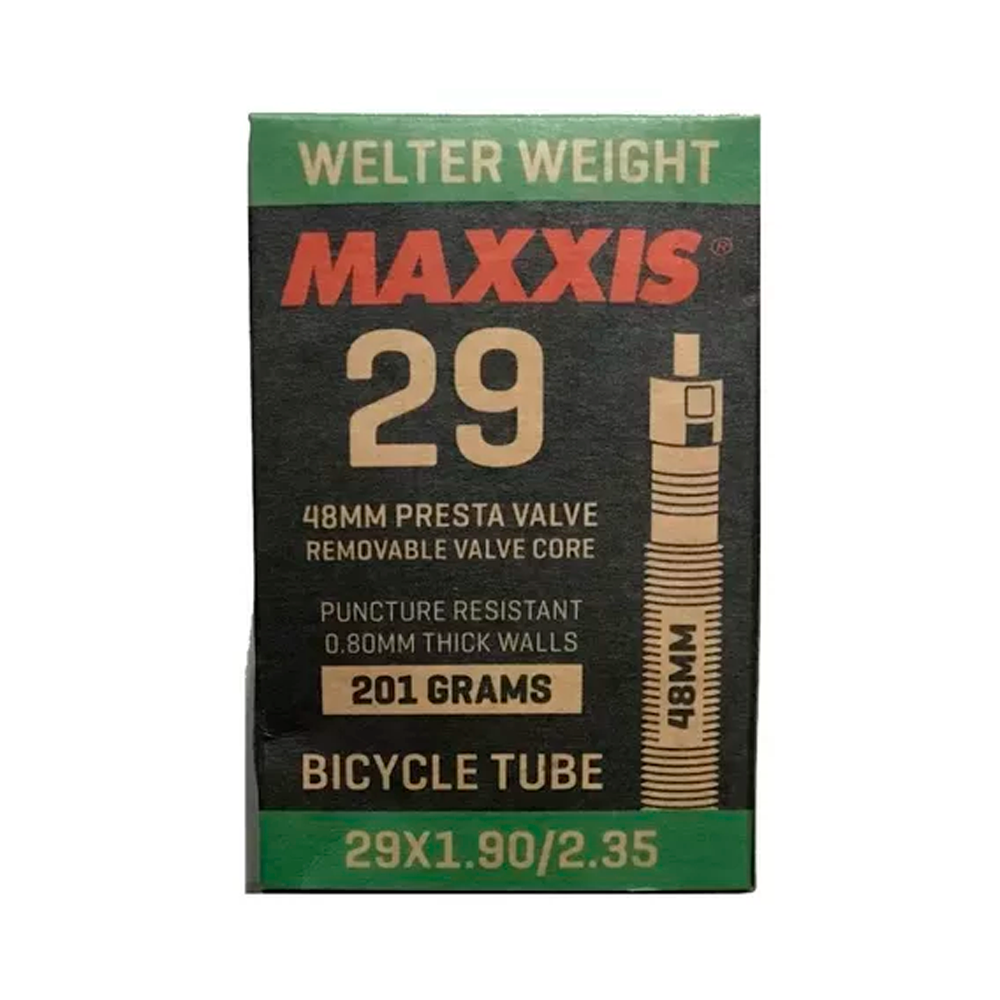 WELTER WEIGHT
MAXXIS®
29
48MM PRESTA VALVE
REMOVABLE VALVE CORE
PUNCTURE RESISTANT
0.80MM THICK WALLS
201 GRAMS
48MM
BICYCLE TUBE
29X1.90/2.35